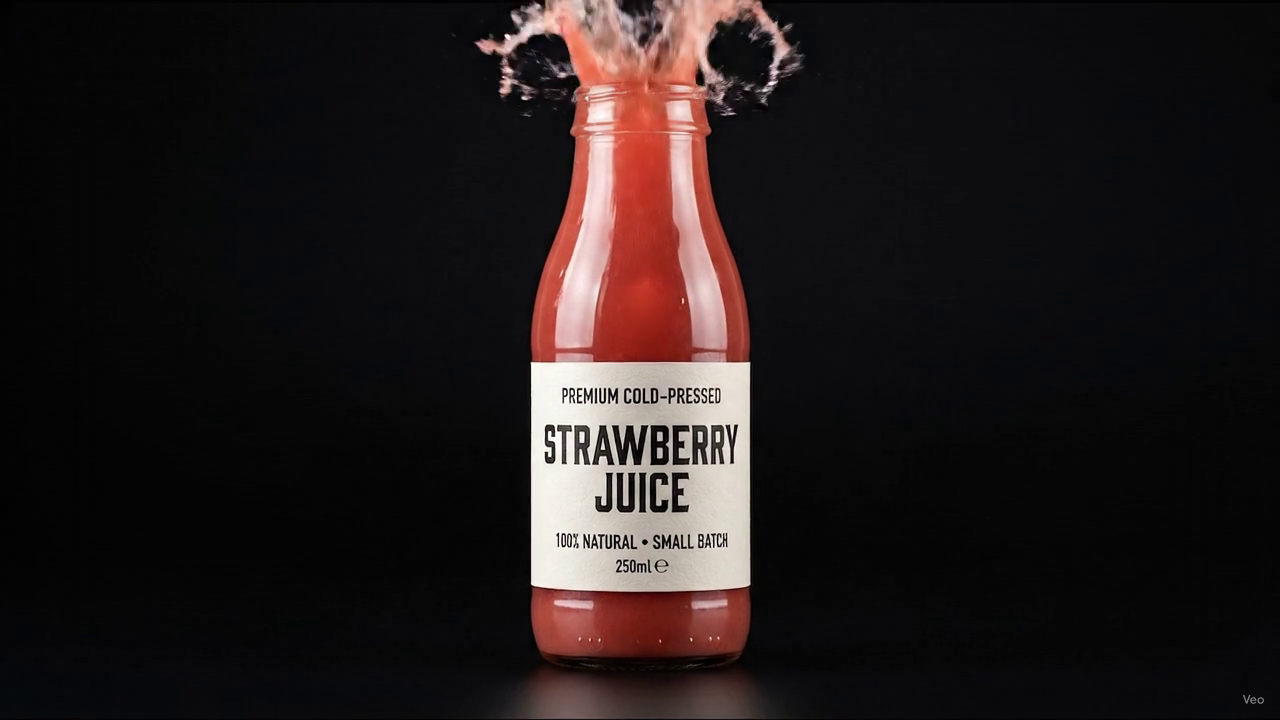 PREMIUM COLD-PRESSED
STRAWBERRY
JUICE
100% NATURAL • SMALL BATCH
250ml ℮
Veo